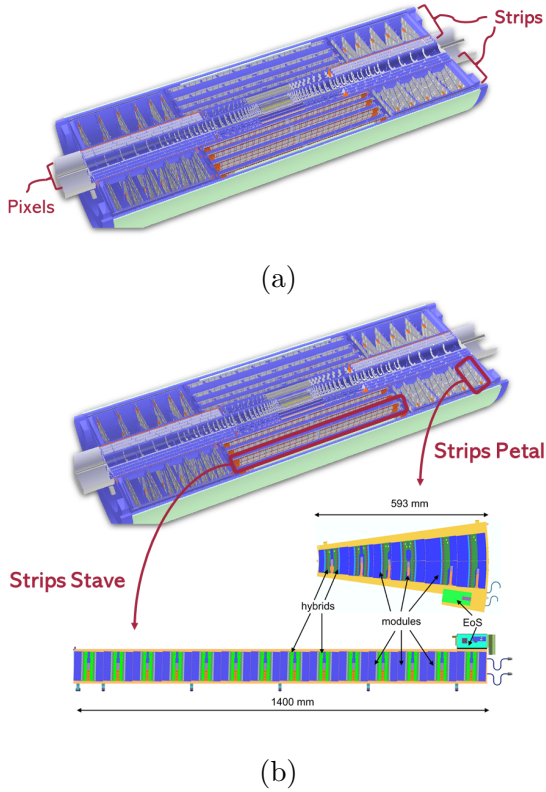 Strips
Pixels
(a)
Strips Petal
593 mm
Strips Stave
hybrids
modules
EoS
1400 mm
(b)